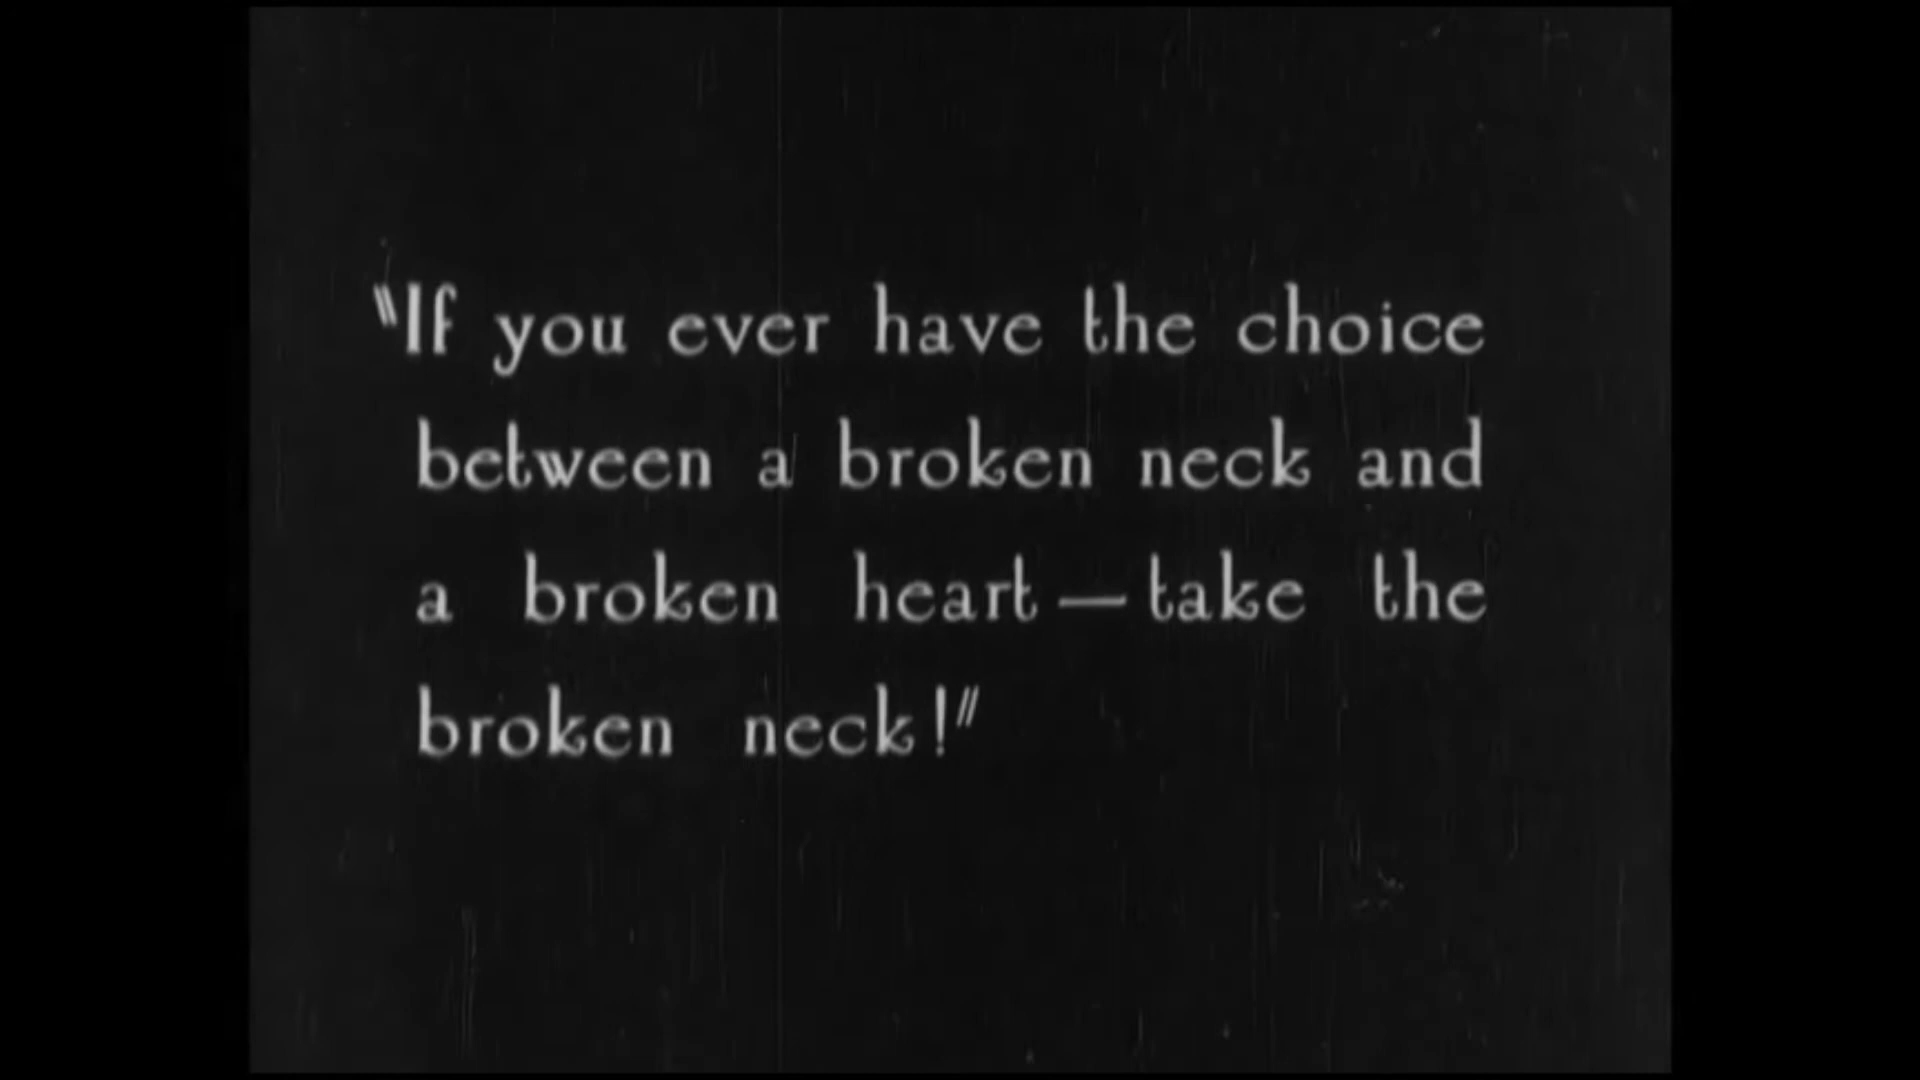 "If you ever have the choice
between a broken neck and
a broken heart — take the
broken neck!"